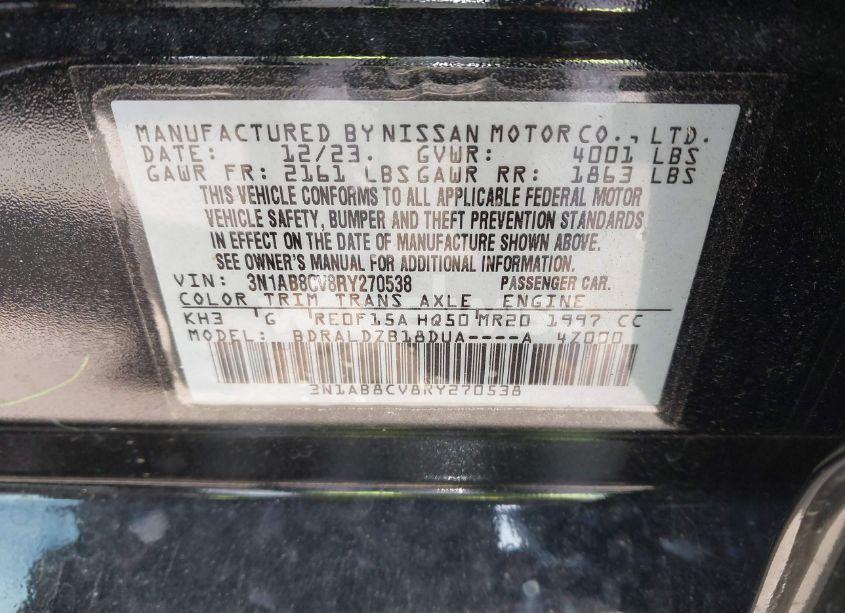 MANUFACTURED BY NISSAN MOTOR CO., LTD.
DATE: 12/23. GVWR: 4001 LBS
GAWR FR: 2161 LBS GAWR RR: 1863 LBS
THIS VEHICLE CONFORMS TO ALL APPLICABLE FEDERAL MOTOR
VEHICLE SAFETY, BUMPER AND THEFT PREVENTION STANDARDS
IN EFFECT ON THE DATE OF MANUFACTURE SHOWN ABOVE.
SEE OWNER'S MANUAL FOR ADDITIONAL INFORMATION.
VIN: 3N1AB8CV8RY270538 PASSENGER CAR.
COLOR TRIM TRANS AXLE ENGINE
KH3 G RE0F15A HQ50 MR20 1997 CC
MODEL: BDRALDZB18DUA----A 47000
3N1AB8CV8RY270538